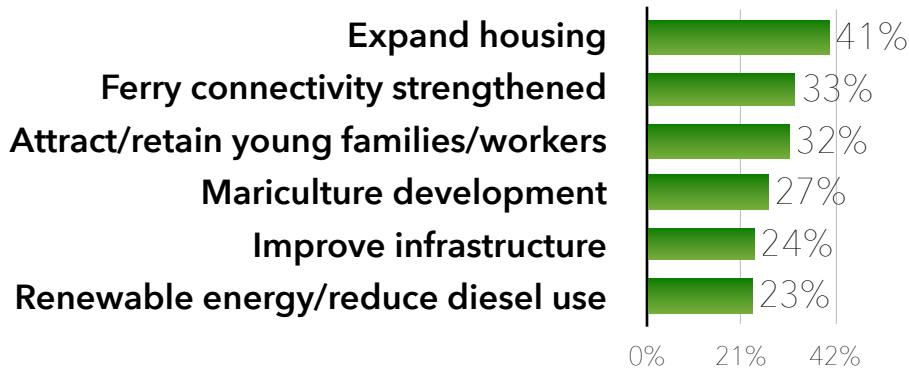 Expand housing 41%
Ferry connectivity strengthened 33%
Attract/retain young families/workers 32%
Mariculture development 27%
Improve infrastructure 24%
Renewable energy/reduce diesel use 23%
0% 21% 42%